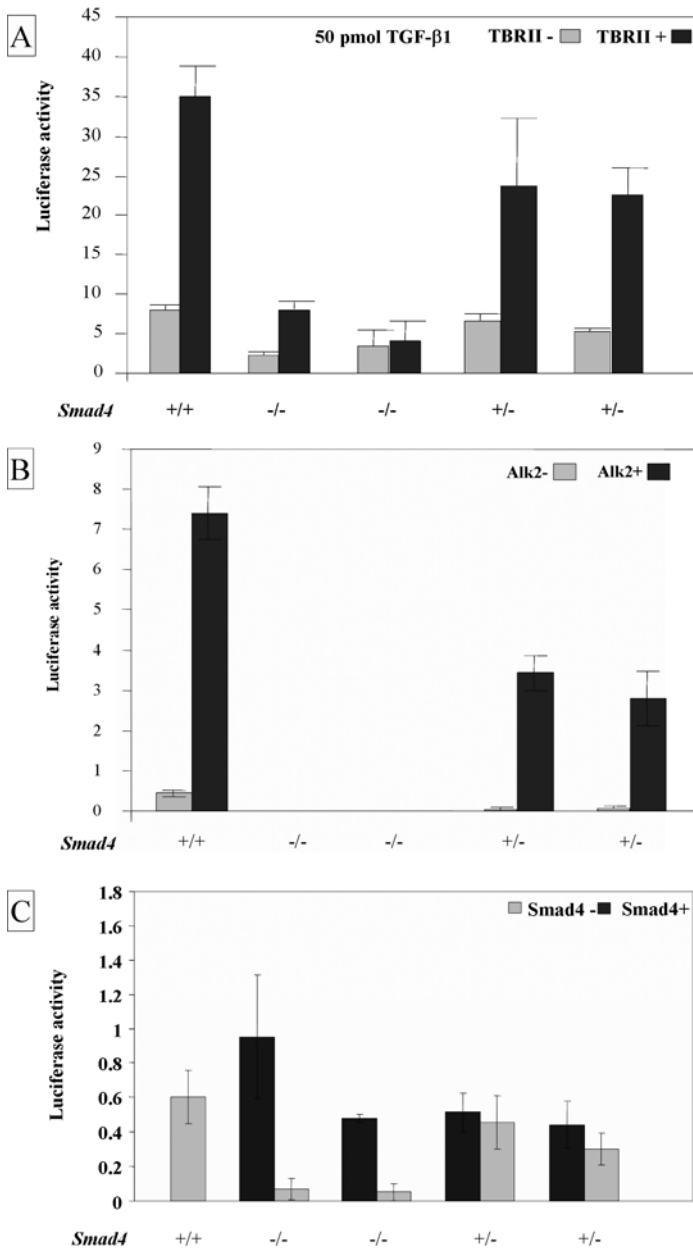 A
50 pmol TGF-β1 TBRII - TBRII +
Luciferase activity
45
40
35
30
25
20
15
10
5
0
Smad4 +/+ -/- -/- +/- +/-
B
Alk2- Alk2+
Luciferase activity
9
8
7
6
5
4
3
2
1
0
Smad4 +/+ -/- -/- +/- +/-
C
Smad4 - Smad4+
Luciferase activity
1.8
1.6
1.4
1.2
1
0.8
0.6
0.4
0.2
0
Smad4 +/+ -/- -/- +/- +/-